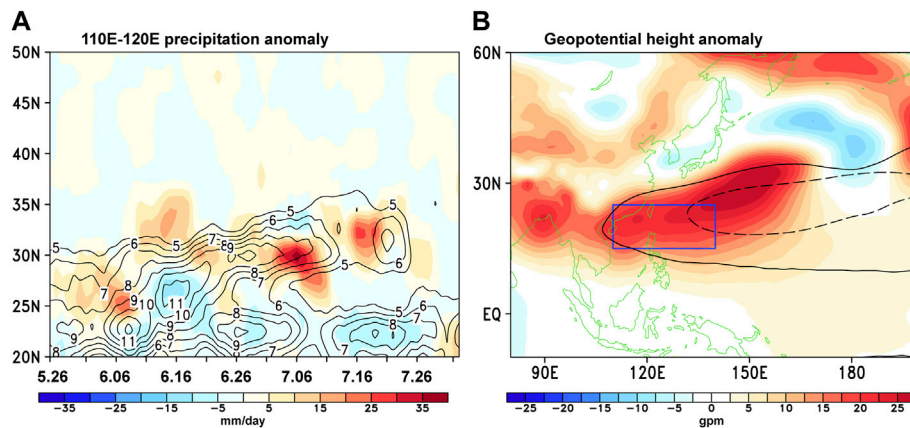 A
110E-120E precipitation anomaly
50N
45N
40N
35N
30N
25N
20N
5.26 6.06 6.16 6.26 7.06 7.16 7.26
−35 −25 −15 −5 5 15 25 35
mm/day
B
Geopotential height anomaly
60N
30N
EQ
90E 120E 150E 180
−25 −20 −15 −10 −5 0 5 10 15 20 25
gpm